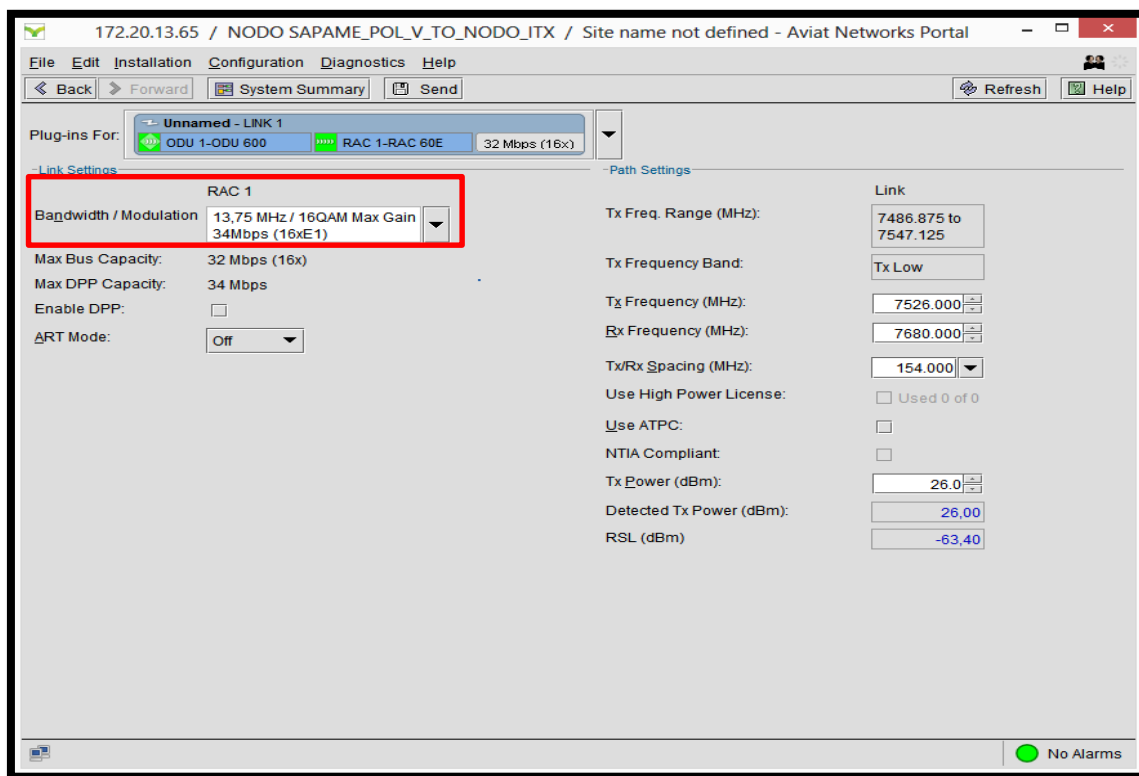 172.20.13.65 / NODO SAPAME_POL_V_TO_NODO_ITX / Site name not defined - Aviat Networks Portal
File Edit Installation Configuration Diagnostics Help
Back Forward System Summary Send Refresh Help
Plug-ins For:
Unnamed - LINK 1
ODU 1-ODU 600 RAC 1-RAC 60E 32 Mbps (16x)
Link Settings
RAC 1
Bandwidth / Modulation 13,75 MHz / 16QAM Max Gain
34Mbps (16xE1)
Max Bus Capacity: 32 Mbps (16x)
Max DPP Capacity: 34 Mbps
Enable DPP:
ART Mode: Off
Path Settings
Link
Tx Freq. Range (MHz): 7486.875 to
7547.125
Tx Frequency Band: Tx Low
Tx Frequency (MHz): 7526.000
Rx Frequency (MHz): 7680.000
Tx/Rx Spacing (MHz): 154.000
Use High Power License: Used 0 of 0
Use ATPC:
NTIA Compliant:
Tx Power (dBm): 26.0
Detected Tx Power (dBm): 26,00
RSL (dBm) -63,40
No Alarms